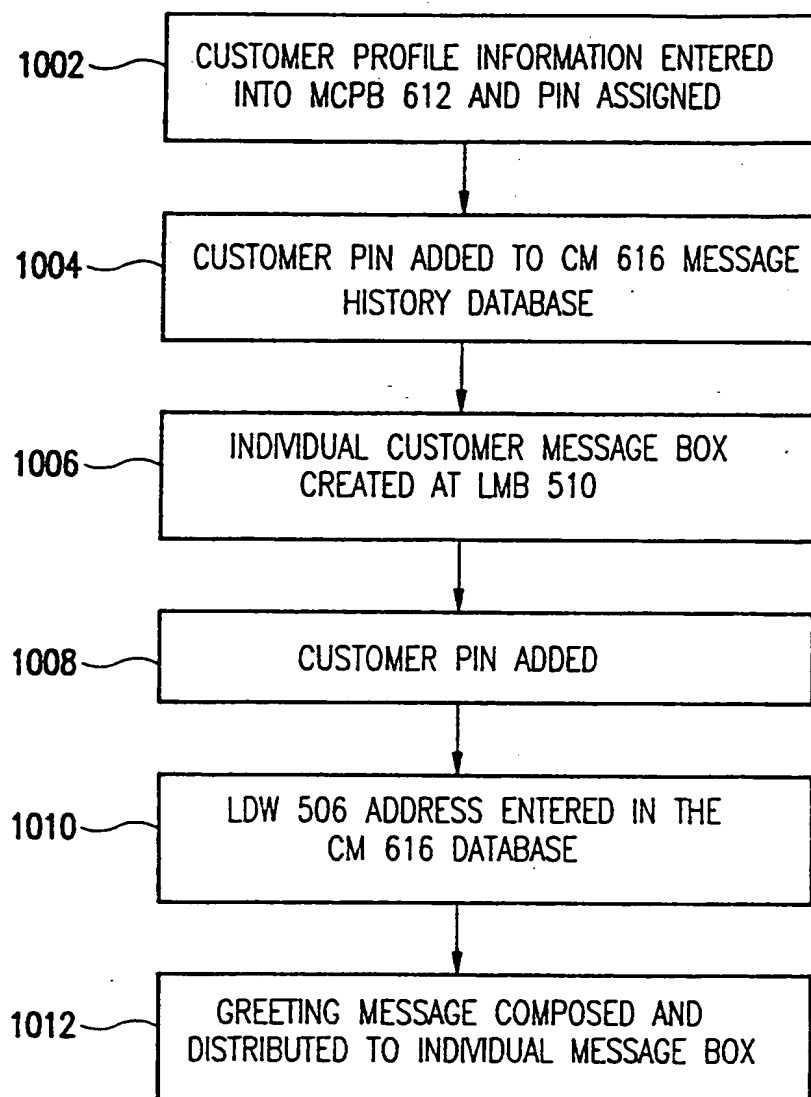 1002
CUSTOMER PROFILE INFORMATION ENTERED
INTO MCPB 612 AND PIN ASSIGNED
1004
CUSTOMER PIN ADDED TO CM 616 MESSAGE
HISTORY DATABASE
1006
INDIVIDUAL CUSTOMER MESSAGE BOX
CREATED AT LMB 510
1008
CUSTOMER PIN ADDED
1010
LDW 506 ADDRESS ENTERED IN THE
CM 616 DATABASE
1012
GREETING MESSAGE COMPOSED AND
DISTRIBUTED TO INDIVIDUAL MESSAGE BOX